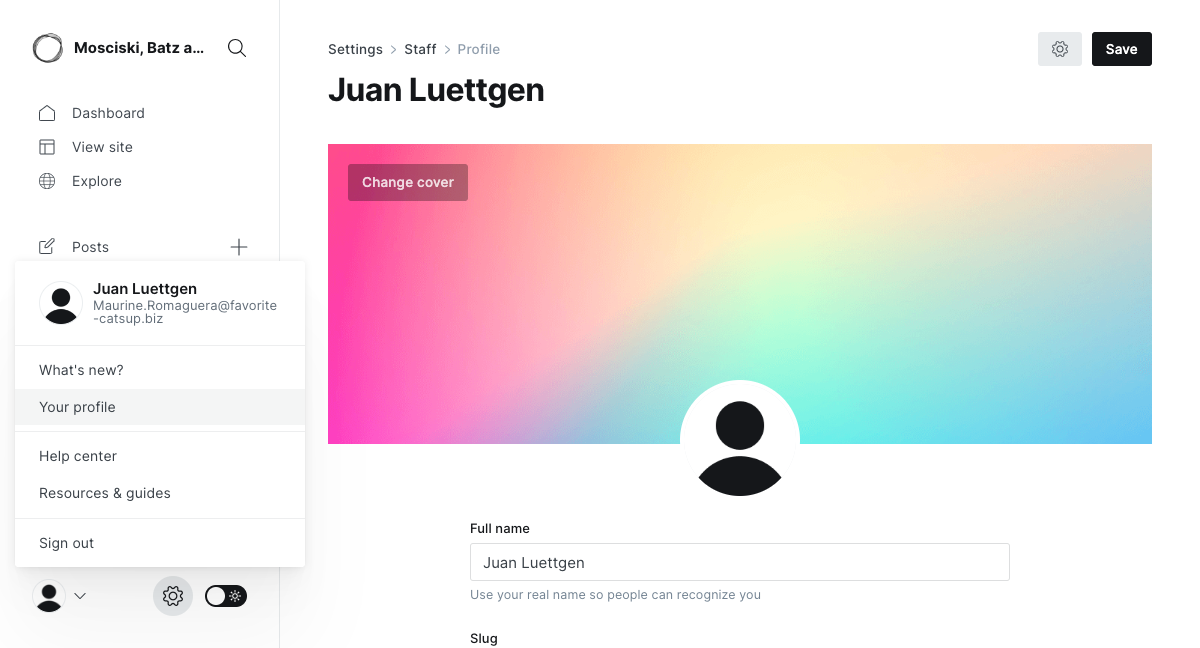 Mosciski, Batz a...
Dashboard
View site
Explore
Posts
Juan Luettgen
Maurine.Romaguera@favorite
-catsup.biz
What's new?
Your profile
Help center
Resources & guides
Sign out
Settings > Staff > Profile
Save
Juan Luettgen
Change cover
Full name
Juan Luettgen
Use your real name so people can recognize you
Slug